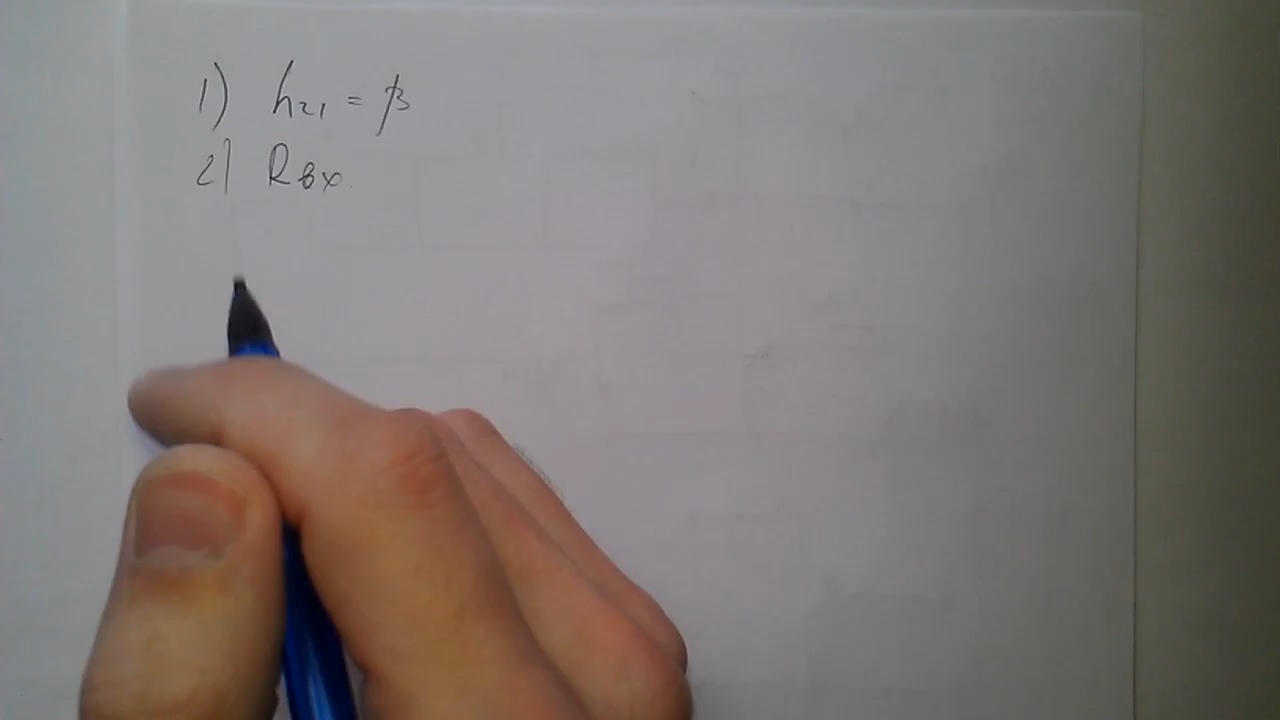 1) h21 = β
2) Rвх.